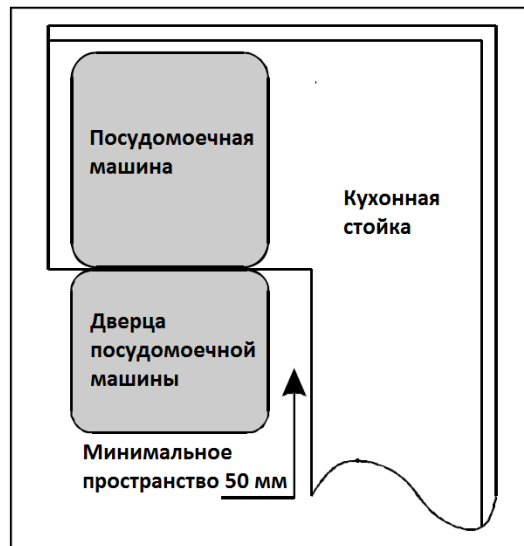 Посудомоечная
машина
Кухонная
стойка
Дверца
посудомоечной
машины
Минимальное
пространство 50 мм